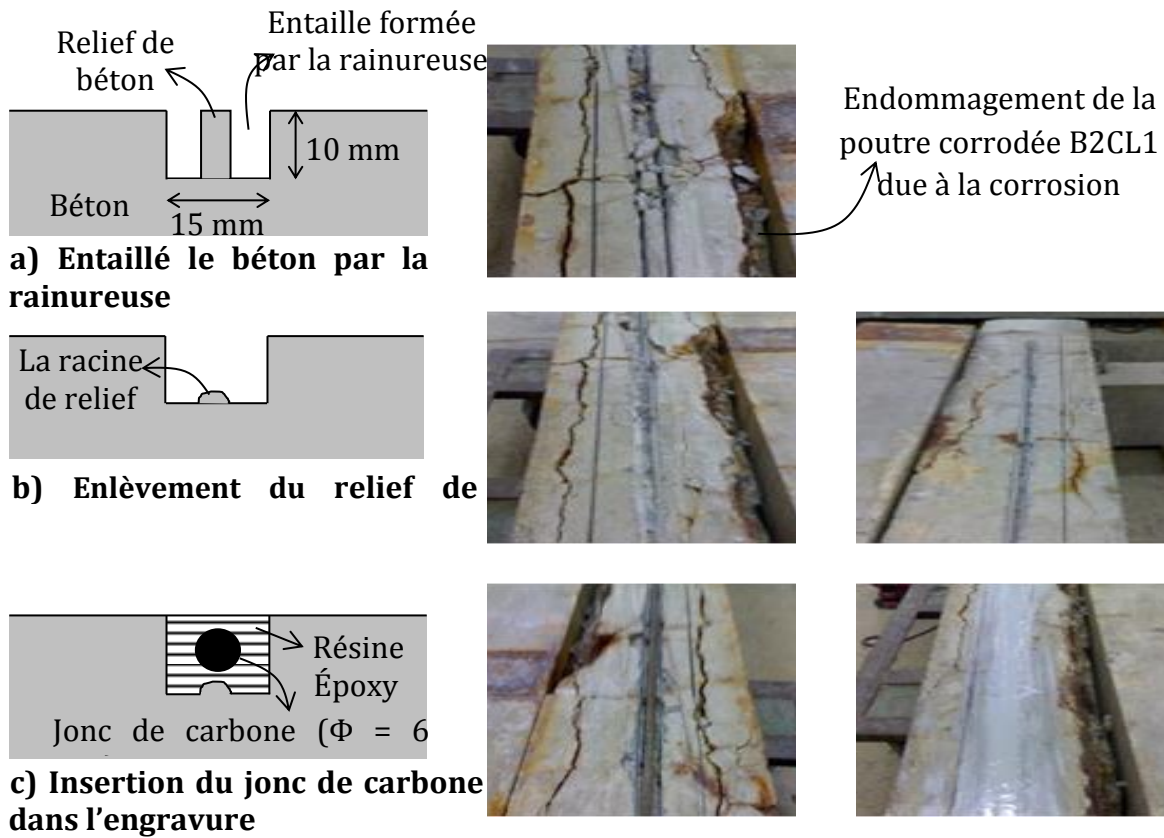 Relief de
béton
Entaille formée
par la rainureuse
10 mm
Béton
15 mm
a) Entaillé le béton par la
rainureuse
Endommagement de la
poutre corrodée B2CL1
due à la corrosion
La racine
de relief
b) Enlèvement du relief de
Résine
Époxy
Jonc de carbone (Φ = 6
c) Insertion du jonc de carbone
dans l’engravure